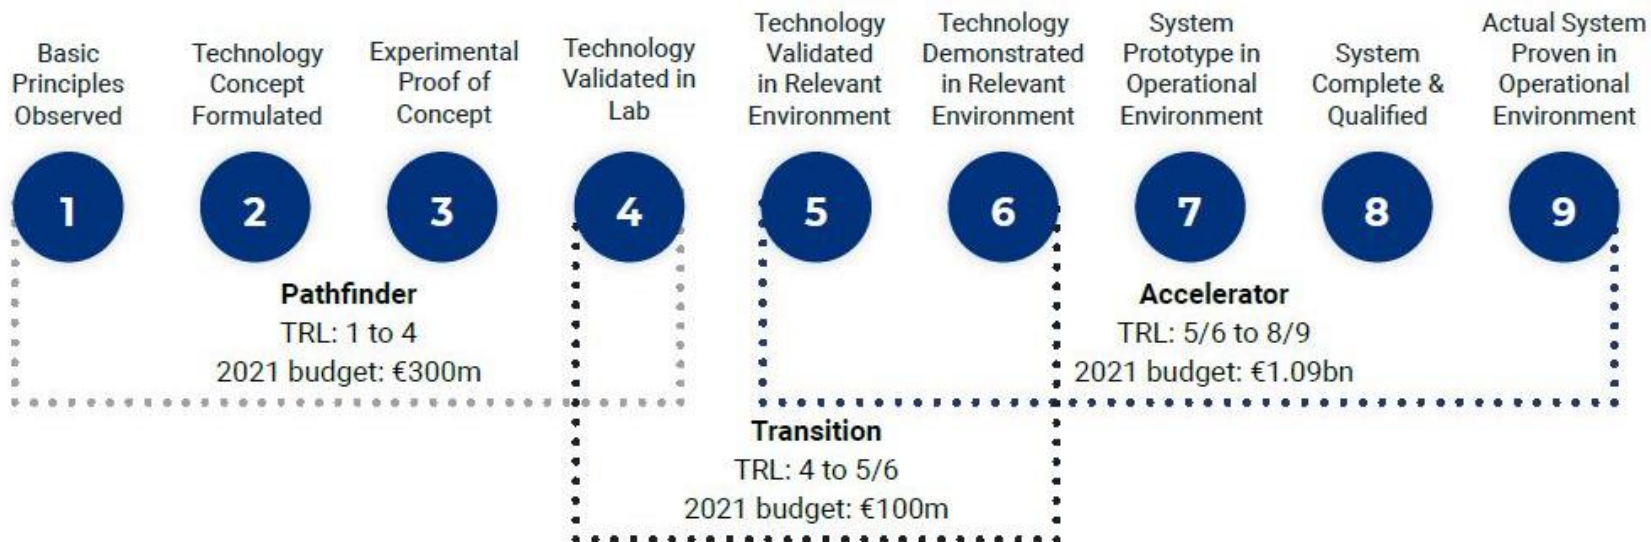 Basic
Principles
Observed
Technology
Concept
Formulated
Experimental
Proof of
Concept
Technology
Validated in
Lab
Technology
Validated
in Relevant
Environment
Technology
Demonstrated
in Relevant
Environment
System
Prototype in
Operational
Environment
System
Complete &
Qualified
Actual System
Proven in
Operational
Environment
1
2
3
4
5
6
7
8
9
Pathfinder
TRL: 1 to 4
2021 budget: €300m
Accelerator
TRL: 5/6 to 8/9
2021 budget: €1.09bn
Transition
TRL: 4 to 5/6
2021 budget: €100m